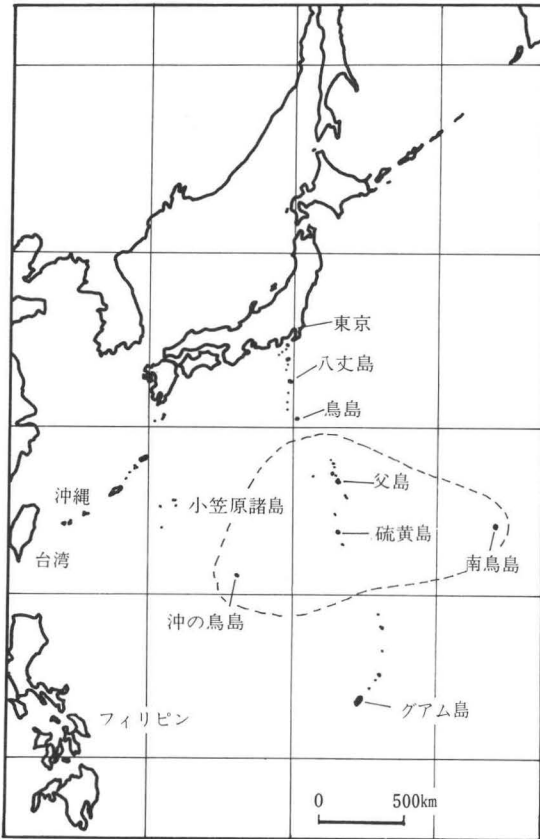 東京
八丈島
鳥島
父島
沖縄
小笠原諸島
硫黄島
台湾
南鳥島
沖の鳥島
グアム島
フィリピン
0 500km